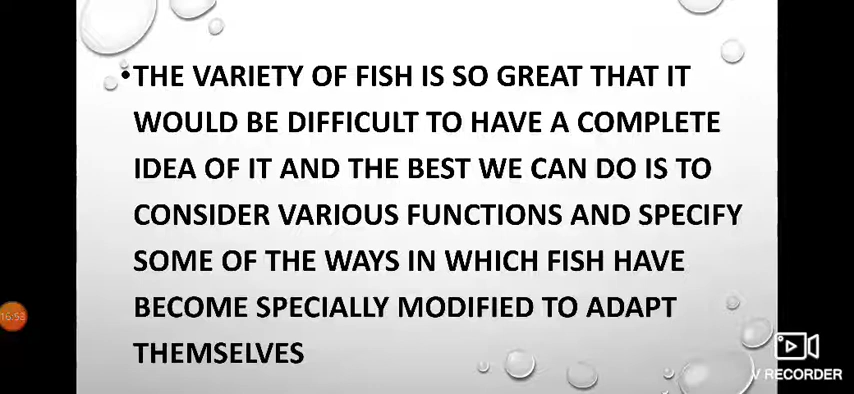 •THE VARIETY OF FISH IS SO GREAT THAT IT
WOULD BE DIFFICULT TO HAVE A COMPLETE
IDEA OF IT AND THE BEST WE CAN DO IS TO
CONSIDER VARIOUS FUNCTIONS AND SPECIFY
SOME OF THE WAYS IN WHICH FISH HAVE
BECOME SPECIALLY MODIFIED TO ADAPT
THEMSELVES
16:53
V RECORDER